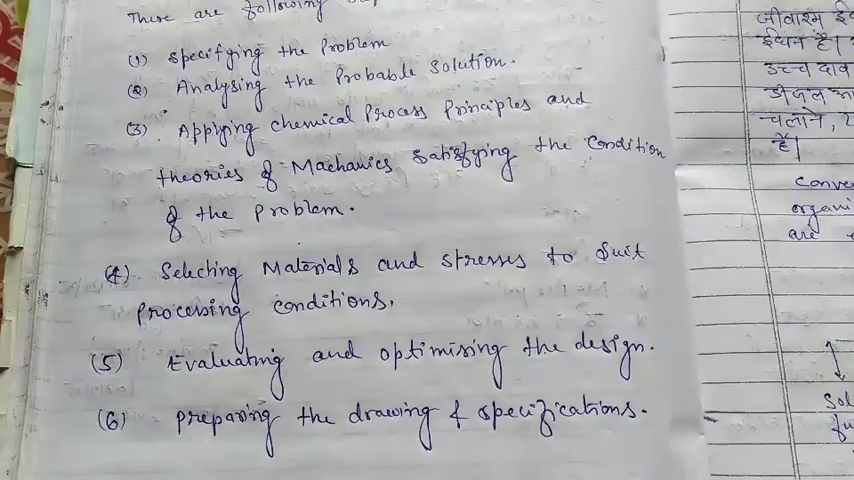 There are following
(1) Specifying the Problem
(2) Analysing the Probable Solution.
(3) Applying chemical Process Principles and
theories of Machanics Satisfying the Condition
of the Problem.
(4). Selecting Materials and stresses to Suit
Processing conditions,
(5) Evaluating and optimising the design.
(6) Preparing the drawing & specifications.
जीवाश्म
ईंधन है।
उच्च
डीजल
चलाने,
हैं।
organi
are
Sol